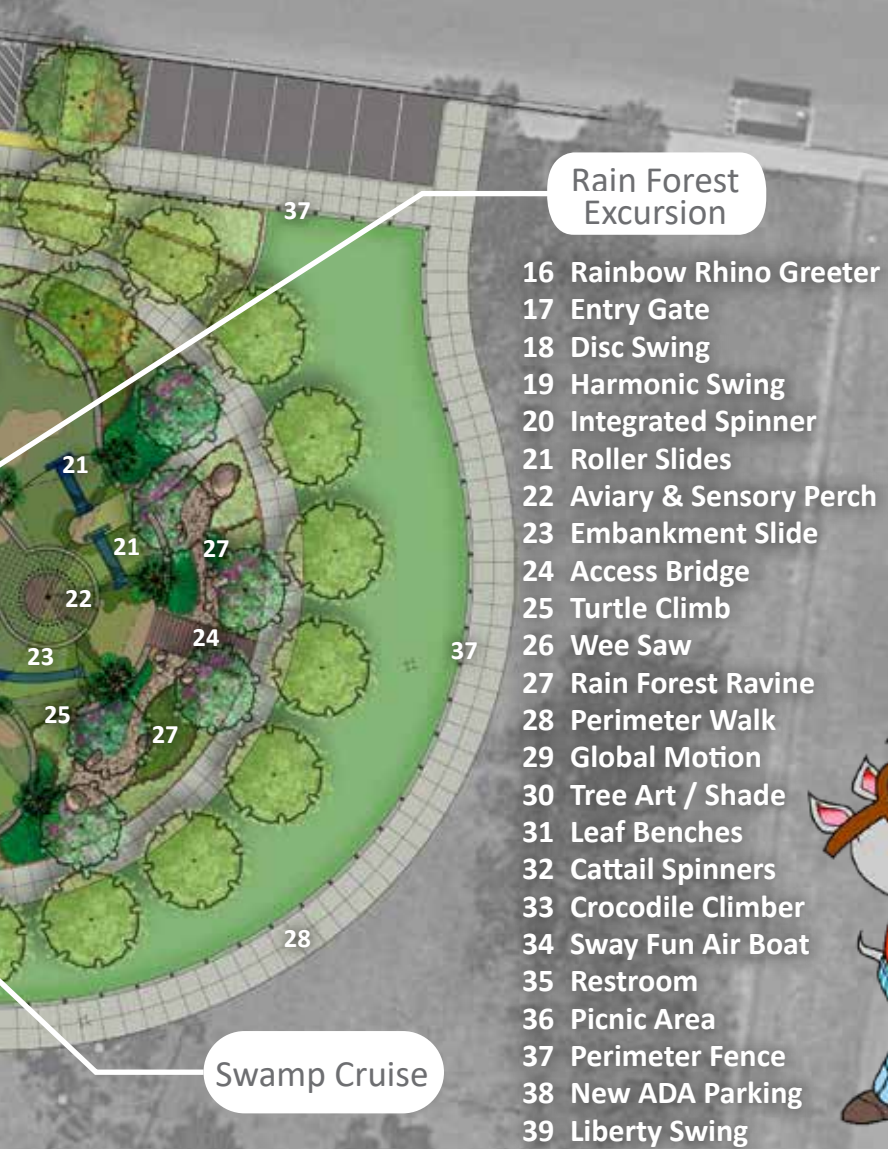 37
Rain Forest
Excursion
16 Rainbow Rhino Greeter
17 Entry Gate
18 Disc Swing
19 Harmonic Swing
20 Integrated Spinner
21 Roller Slides
22 Aviary & Sensory Perch
23 Embankment Slide
24 Access Bridge
25 Turtle Climb
26 Wee Saw
27 Rain Forest Ravine
28 Perimeter Walk
29 Global Motion
30 Tree Art / Shade
31 Leaf Benches
32 Cattail Spinners
33 Crocodile Climber
34 Sway Fun Air Boat
35 Restroom
36 Picnic Area
37 Perimeter Fence
38 New ADA Parking
39 Liberty Swing
21
21
27
22
24
23
37
25
27
28
Swamp Cruise